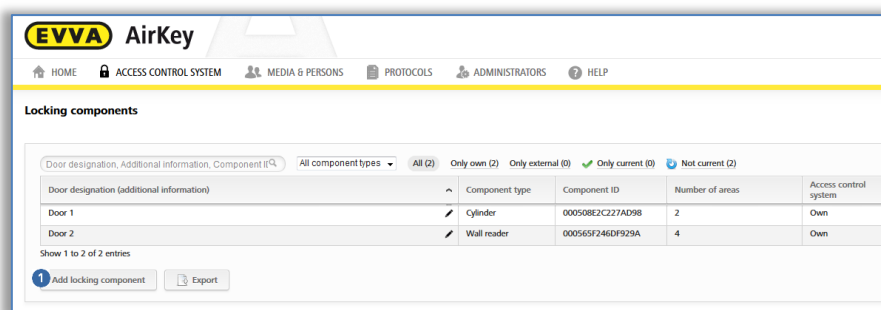 EVVA AirKey
HOME ACCESS CONTROL SYSTEM MEDIA & PERSONS PROTOCOLS ADMINISTRATORS ? HELP
Locking components
Door designation, Additional information, Component IE All component types All (2) Only own (2) Only external (0) Only current (0) Not current (2)
Door designation (additional information) Component type Component ID Number of areas Access control
system
Door 1 Cylinder 000508E2C227AD98 2 Own
Door 2 Wall reader 000565F246DF929A 4 Own
Show 1 to 2 of 2 entries
1 Add locking component Export